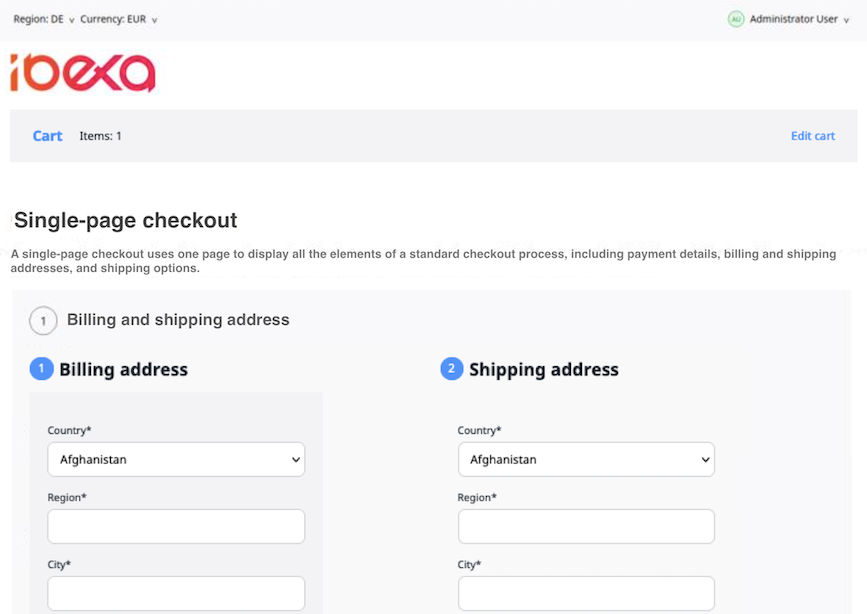 Region: DE
Currency: EUR
AU
Administrator User
ibexa
Cart
Items: 1
Edit cart
Single-page checkout
A single-page checkout uses one page to display all the elements of a standard checkout process, including payment details, billing and shipping
addresses, and shipping options.
1 Billing and shipping address
1 Billing address
Country*
Afghanistan
Region*
City*
2 Shipping address
Country*
Afghanistan
Region*
City*